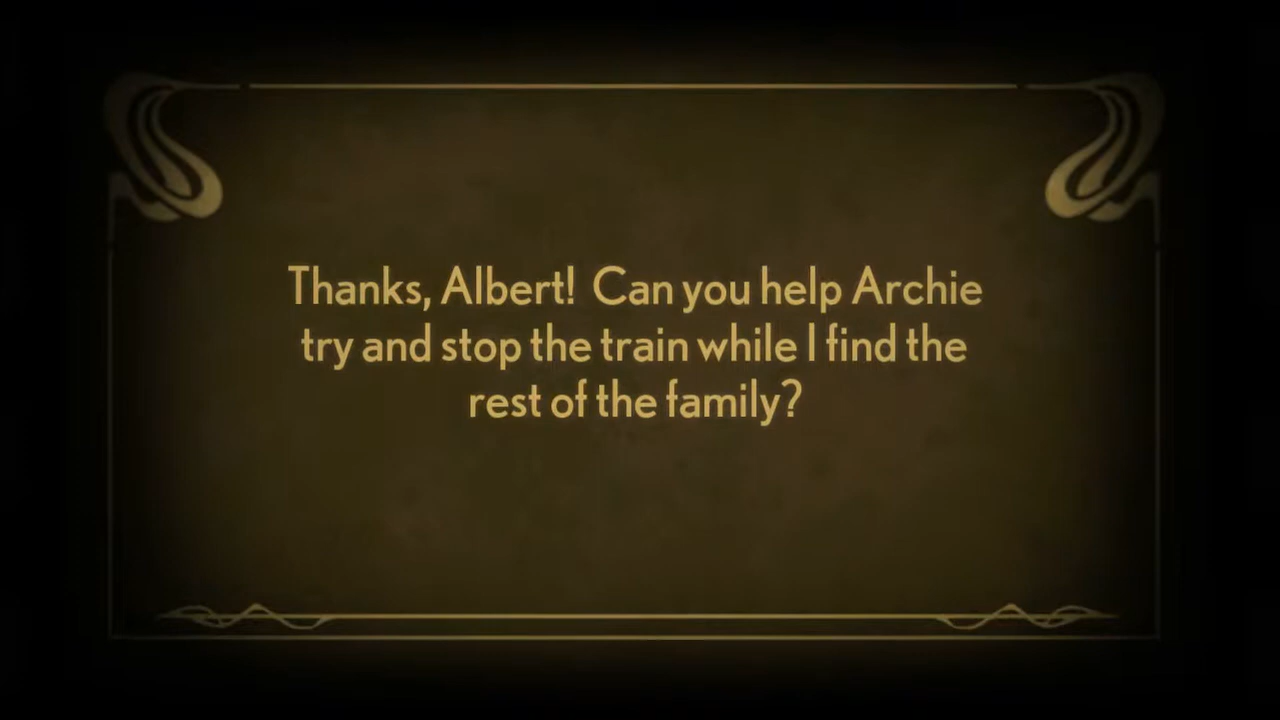 Thanks, Albert!  Can you help Archie
try and stop the train while I find the
rest of the family?